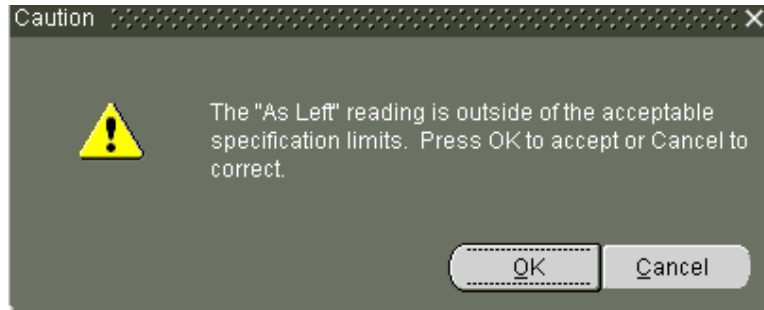 Caution
The "As Left" reading is outside of the acceptable
specification limits.  Press OK to accept or Cancel to
correct.
OK
Cancel